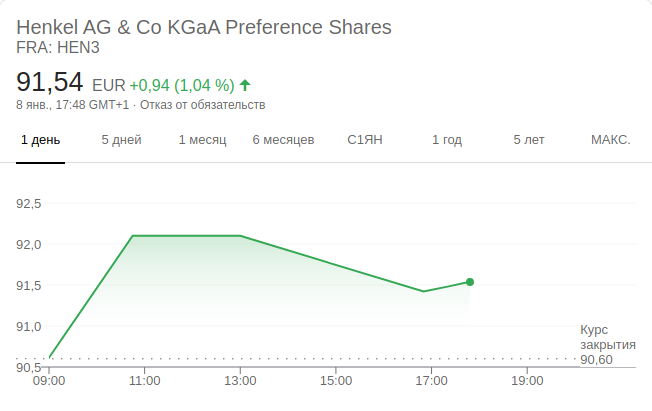 Henkel AG & Co KGaA Preference Shares
FRA: HEN3
91,54 EUR +0,94 (1,04 %) ↑
8 янв., 17:48 GMT+1 · Отказ от обязательств
1 день 5 дней 1 месяц 6 месяцев С1ЯН 1 год 5 лет МАКС.
92,5
92,0
91,5
91,0
Курс
закрытия
90,60
90,5
09:00 11:00 13:00 15:00 17:00 19:00